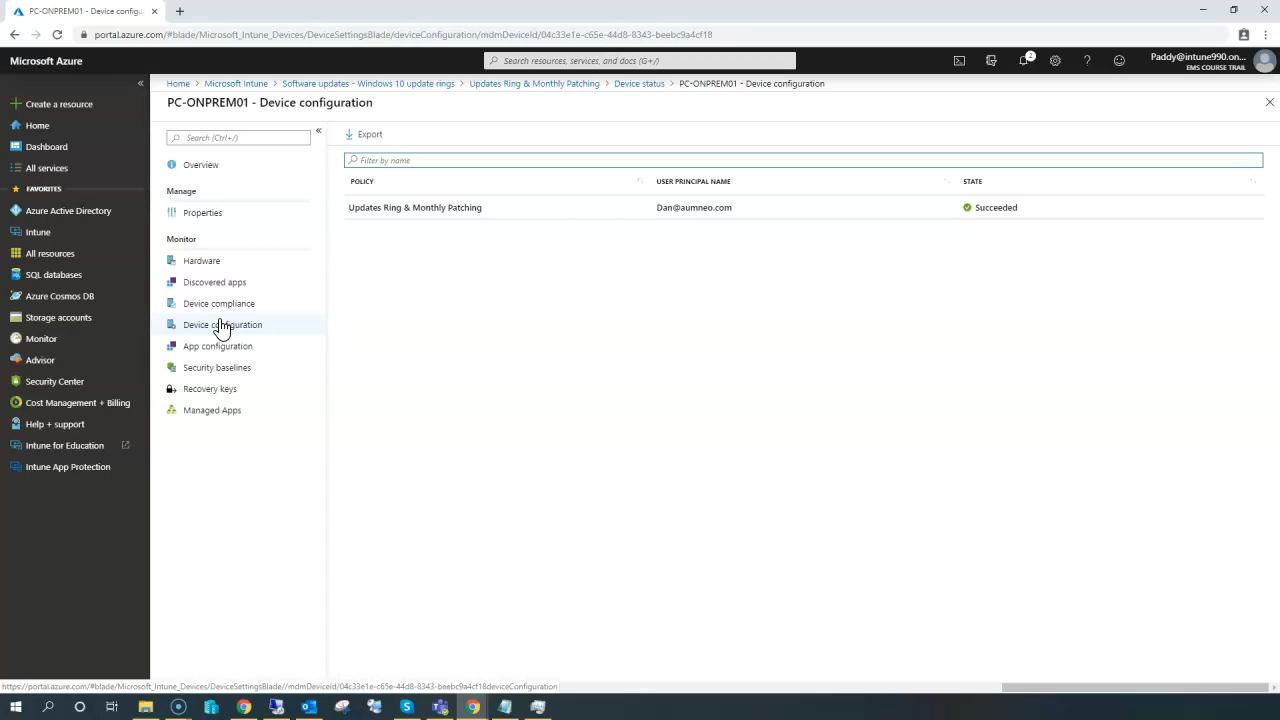 PC-ONPREM01 - Device configu
portal.azure.com/#blade/Microsoft_Intune_Devices/DeviceSettingsBlade/deviceConfiguration/mdmDeviceId/04c33e1e-c65e-44d8-8343-beebc9a4cf18
Microsoft Azure
Search resources, services, and docs (G+/)
2
Paddy@intune990.on...
EMS COURSE TRAIL
Home > Microsoft Intune > Software updates - Windows 10 update rings > Updates Ring & Monthly Patching > Device status > PC-ONPREM01 - Device configuration
PC-ONPREM01 - Device configuration
Create a resource
Home
Dashboard
All services
FAVORITES
Azure Active Directory
Intune
All resources
SQL databases
Azure Cosmos DB
Storage accounts
Monitor
Advisor
Security Center
Cost Management + Billing
Help + support
Intune for Education
Intune App Protection
Search (Ctrl+/)
Overview
Manage
Properties
Monitor
Hardware
Discovered apps
Device compliance
Device configuration
App configuration
Security baselines
Recovery keys
Managed Apps
Export
Filter by name
POLICY USER PRINCIPAL NAME STATE
Updates Ring & Monthly Patching Dan@aumneo.com Succeeded
https://portal.azure.com/#blade/Microsoft_Intune_Devices/DeviceSettingsBlade//mdmDeviceId/04c33e1e-c65e-44d8-8343-beebc9a4cf18deviceConfiguration